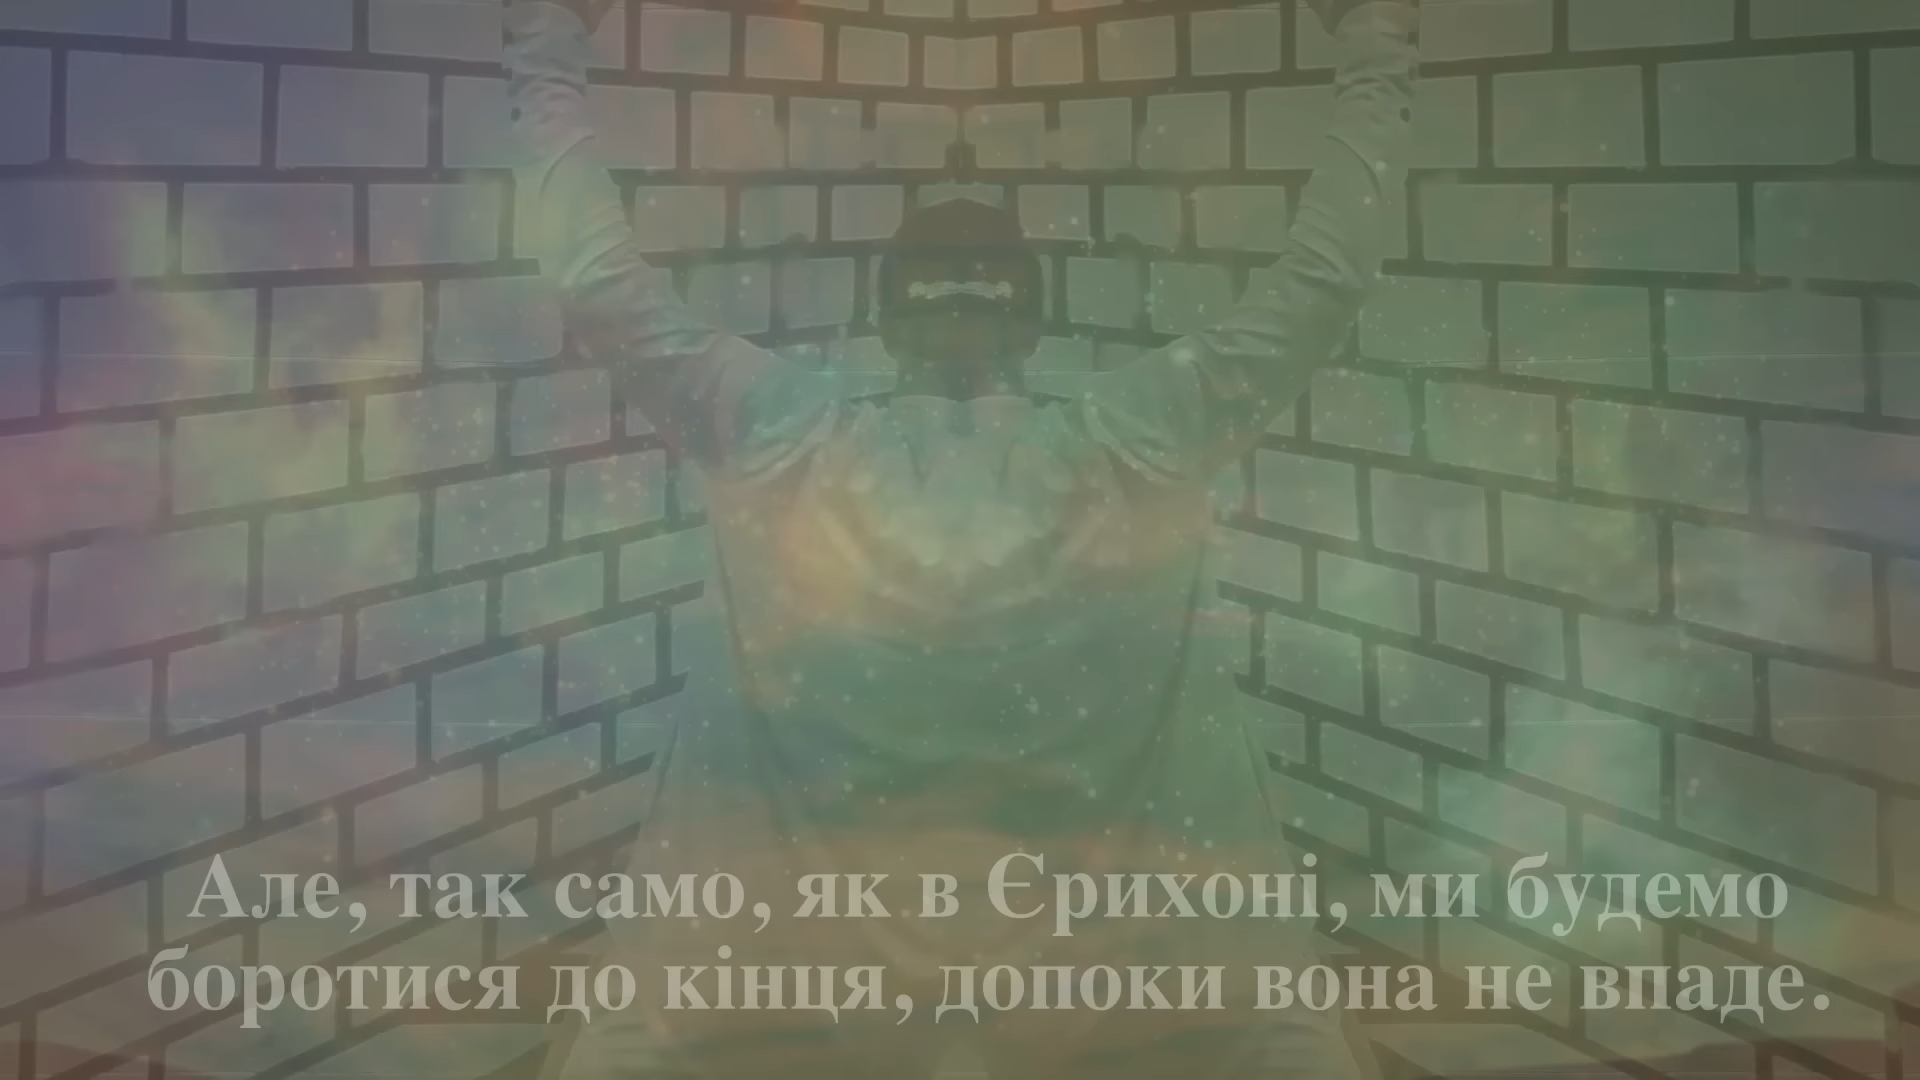 Але, так само, як в Єрихоні, ми будемо
боротися до кінця, допоки вона не впаде.